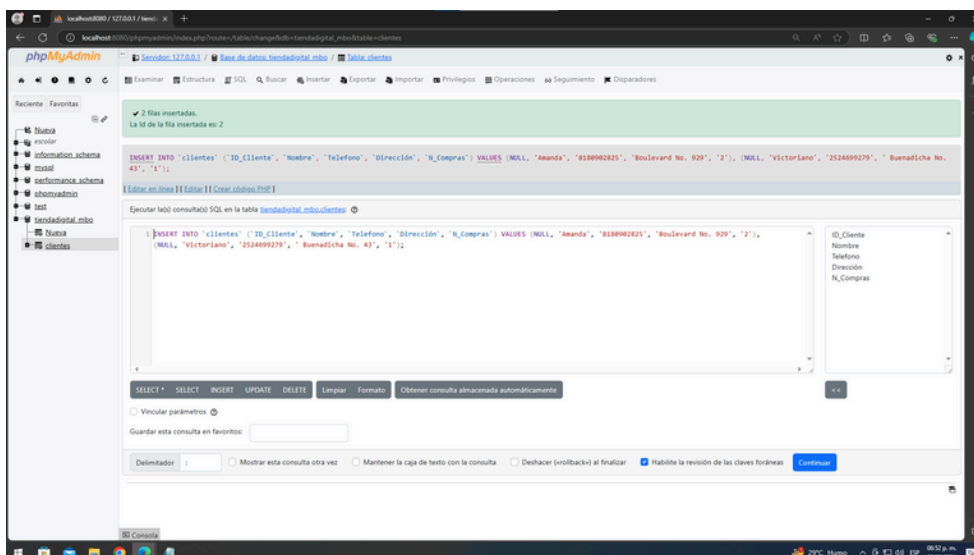 localhost:8080 / 127.0.0.1 / tiend
localhost:8080/phpmyadmin/index.php?route=/table/change&db=tiendadigital_mbo&table=clientes
phpMyAdmin
Servidor: 127.0.0.1 / Base de datos: tiendadigital_mbo / Tabla: clientes
Examinar Estructura SQL Buscar Insertar Exportar Importar Privilegios Operaciones Seguimiento Disparadores
Reciente Favoritas
Nueva
escolar
information_schema
mysql
performance_schema
phpmyadmin
test
tiendadigital_mbo
Nueva
clientes
2 filas insertadas.
La Id de la fila insertada es: 2
INSERT INTO `clientes` (`ID_Cliente`, `Nombre`, `Telefono`, `Dirección`, `N_Compras`) VALUES (NULL, 'Amanda', '8180902825', 'Boulevard No. 929', '2'), (NULL, 'Victoriano', '2524699279', ' Buenadicha No.
43', '1');
[ Editar en línea ] [ Editar ] [ Crear código PHP ]
Ejecutar la(s) consulta(s) SQL en la tabla tiendadigital_mbo.clientes:
1 INSERT INTO `clientes` (`ID_Cliente`, `Nombre`, `Telefono`, `Dirección`, `N_Compras`) VALUES (NULL, 'Amanda', '8180902825', 'Boulevard No. 929', '2'),
(NULL, 'Victoriano', '2524699279', ' Buenadicha No. 43', '1');
ID_Cliente
Nombre
Telefono
Dirección
N_Compras
SELECT * SELECT INSERT UPDATE DELETE Limpiar Formato Obtener consulta almacenada automáticamente <<
Vincular parámetros
Guardar esta consulta en favoritos:
Delimitador ; Mostrar esta consulta otra vez Mantener la caja de texto con la consulta Deshacer («rollback») al finalizar Habilite la revisión de las claves foráneas Continuar
Consola
29°C Humo ESP 06:52 p. m.